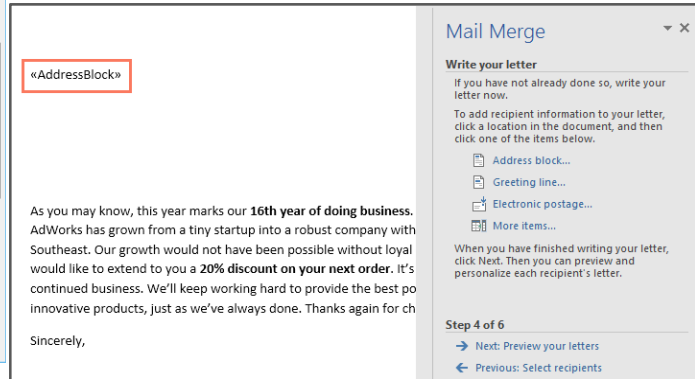 «AddressBlock»
As you may know, this year marks our 16th year of doing business.
AdWorks has grown from a tiny startup into a robust company with
Southeast. Our growth would not have been possible without loyal
would like to extend to you a 20% discount on your next order. It's
continued business. We'll keep working hard to provide the best po
innovative products, just as we've always done. Thanks again for ch
Sincerely,
Mail Merge
Write your letter
If you have not already done so, write your
letter now.
To add recipient information to your letter,
click a location in the document, and then
click one of the items below.
Address block...
Greeting line...
Electronic postage...
More items...
When you have finished writing your letter,
click Next. Then you can preview and
personalize each recipient's letter.
Step 4 of 6
Next: Preview your letters
Previous: Select recipients